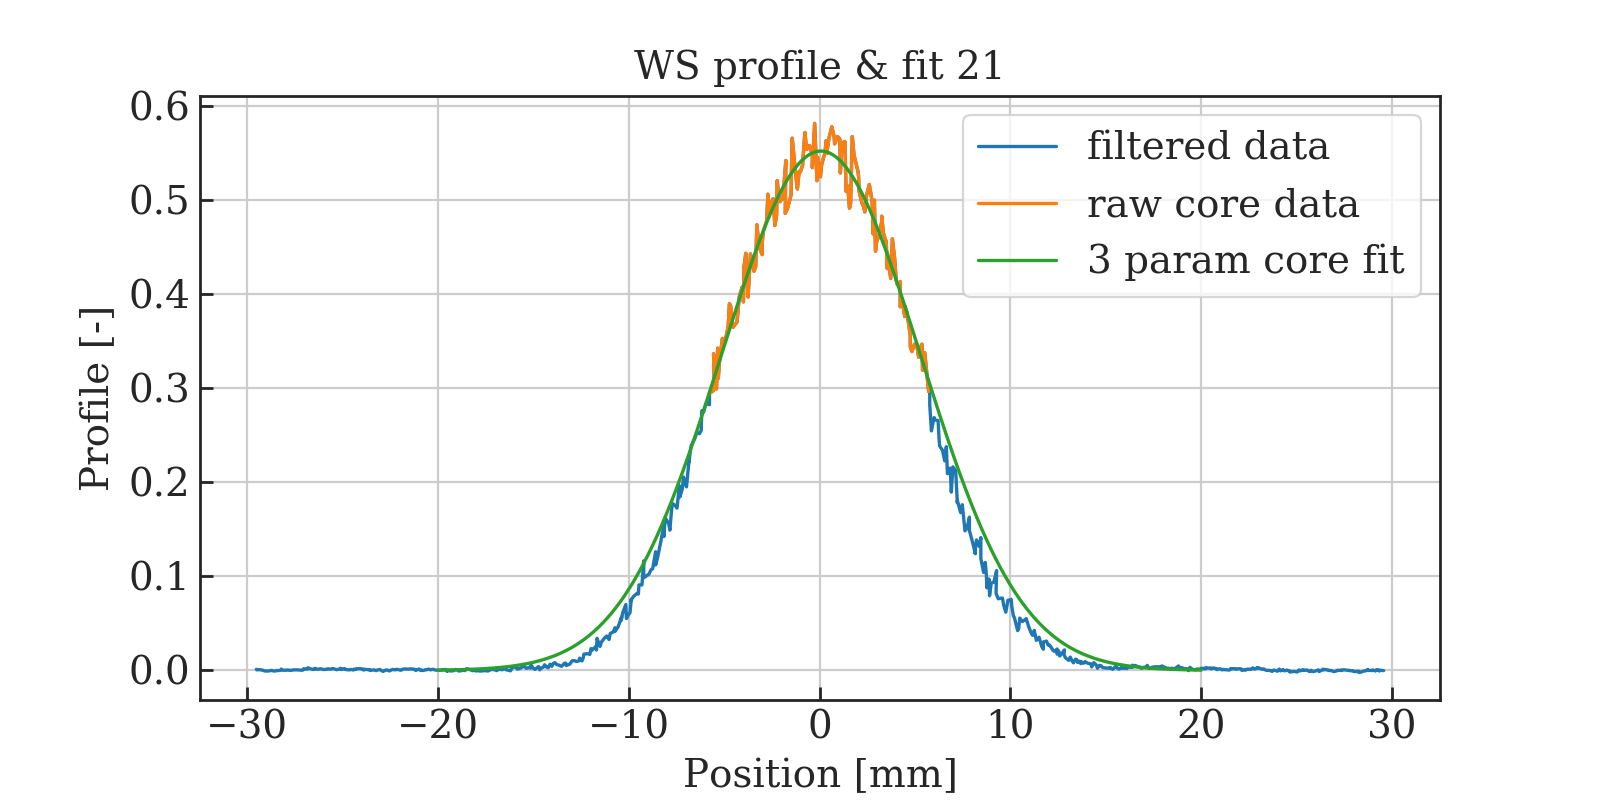 WS profile & fit 21
0.6
0.5
0.4
0.3
0.2
0.1
0.0
Profile [-]
filtered data
raw core data
3 param core fit
−30
−20
−10
0
10
20
30
Position [mm]